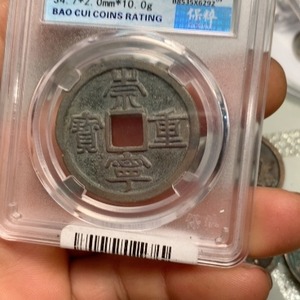 34.7*2.0mm*10.0g
BAO CUI COINS RATING
保粹
崇
寶 重
寧